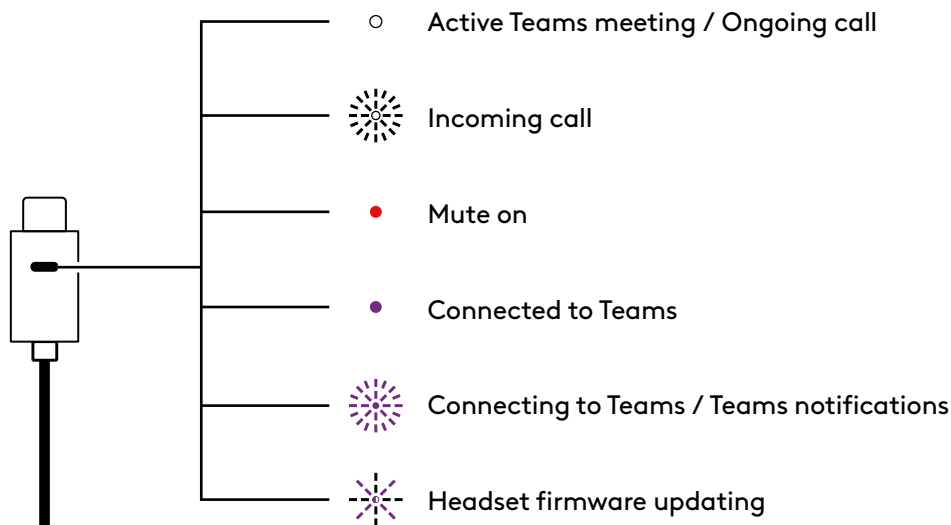 Active Teams meeting / Ongoing call
Incoming call
Mute on
Connected to Teams
Connecting to Teams / Teams notifications
Headset firmware updating